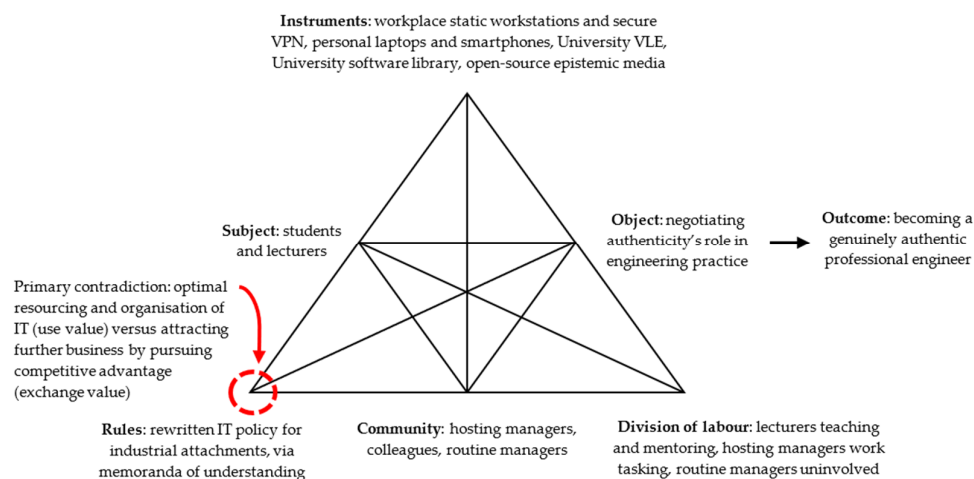 Instruments: workplace static workstations and secure
VPN, personal laptops and smartphones, University VLE,
University software library, open-source epistemic media
Subject: students
and lecturers
Object: negotiating
authenticity's role in
engineering practice
Outcome: becoming a
genuinely authentic
professional engineer
Primary contradiction: optimal
resourcing and organisation of
IT (use value) versus attracting
further business by pursuing
competitive advantage
(exchange value)
Rules: rewritten IT policy for
industrial attachments, via
memoranda of understanding
Community: hosting managers,
colleagues, routine managers
Division of labour: lecturers teaching
and mentoring, hosting managers work
tasking, routine managers uninvolved